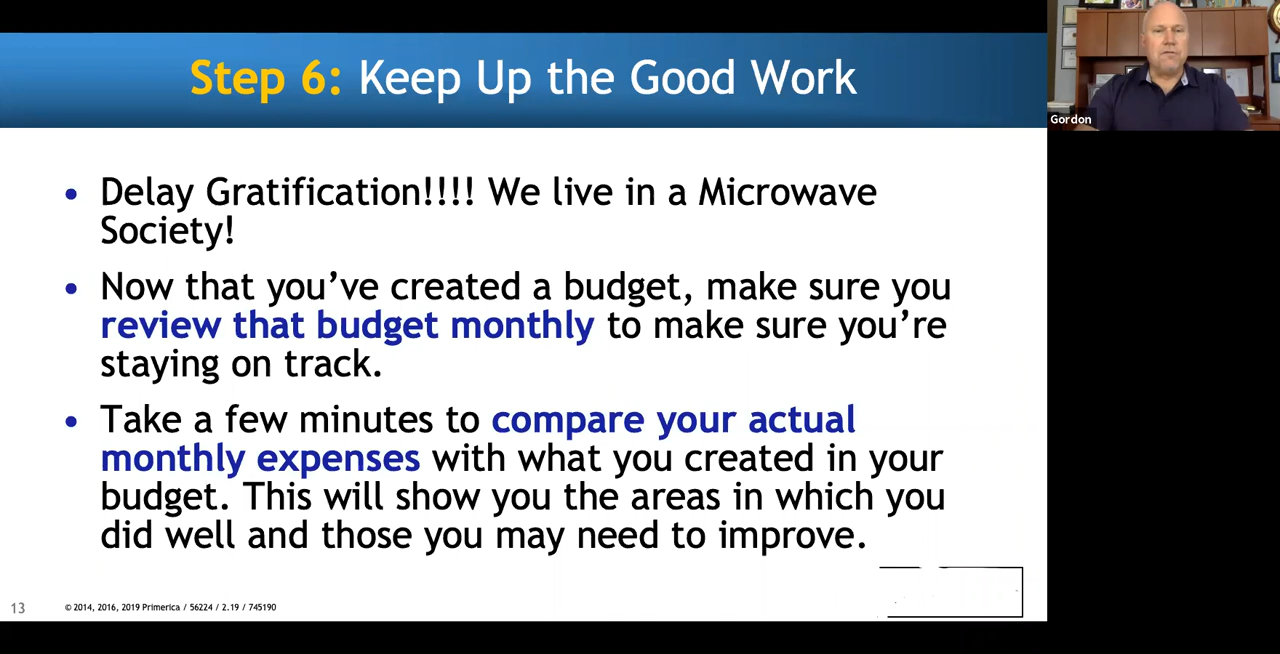 Step 6: Keep Up the Good Work
Gordon
• Delay Gratification!!!! We live in a Microwave
Society!
• Now that you’ve created a budget, make sure you
review that budget monthly to make sure you’re
staying on track.
• Take a few minutes to compare your actual
monthly expenses with what you created in your
budget. This will show you the areas in which you
did well and those you may need to improve.
13
© 2014, 2016, 2019 Primerica / 56224 / 2.19 / 745190